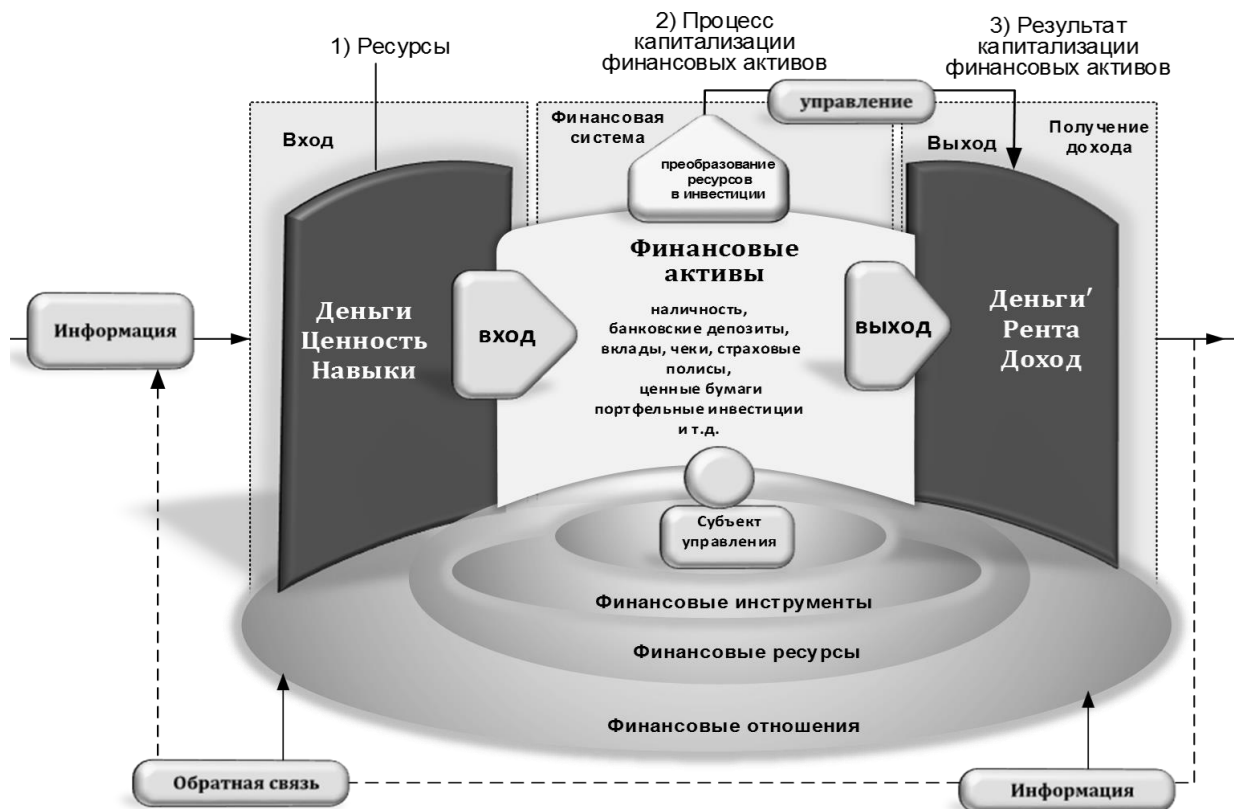 1) Ресурсы
2) Процесс
капитализации
финансовых активов
3) Результат
капитализации
финансовых активов
управление
Вход
Финансовая
система
преобразование
ресурсов
в инвестиции
Выход
Получение
дохода
Информация
Деньги
Ценность
Навыки
вход
Финансовые
активы
наличность,
банковские депозиты,
вклады, чеки, страховые
полисы,
ценные бумаги
портфельные инвестиции
и т.д.
выход
Деньги′
Рента
Доход
Субъект
управления
Финансовые инструменты
Финансовые ресурсы
Финансовые отношения
Обратная связь
Информация